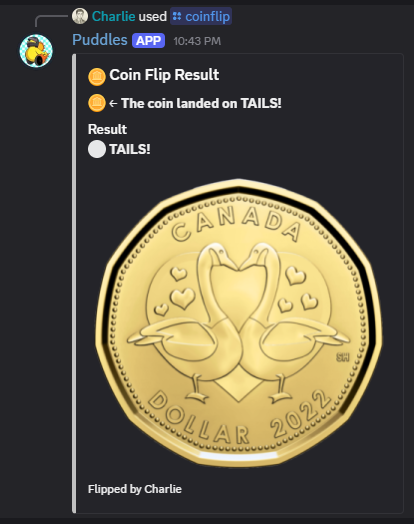 Charlie used coinflip
Puddles APP 10:43 PM
Coin Flip Result
← The coin landed on TAILS!
Result
TAILS!
CANADA
SH
DOLLAR 2022
Flipped by Charlie